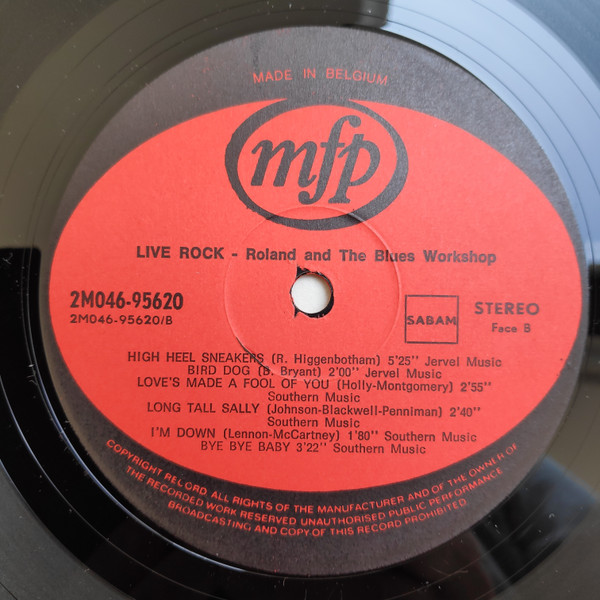 MADE IN BELGIUM
mfp
LIVE ROCK - Roland and The Blues Workshop
2M046-95620
2M046-95620/B
SABAM
STEREO
Face B
HIGH HEEL SNEAKERS (R. Higgenbotham) 5'25'' Jervel Music
BIRD DOG (B. Bryant) 2'00'' Jervel Music
LOVE'S MADE A FOOL OF YOU (Holly-Montgomery) 2'55''
Southern Music
LONG TALL SALLY (Johnson-Blackwell-Penniman) 2'40''
Southern Music
I'M DOWN (Lennon-McCartney) 1'80'' Southern Music
BYE BYE BABY 3'22'' Southern Music
COPYRIGHT RECORD. ALL RIGHTS OF THE MANUFACTURER AND OF THE OWNER OF
THE RECORDED WORK RESERVED UNAUTHORISED PUBLIC PERFORMANCE
BROADCASTING AND COPY OF THIS RECORD PROHIBITED